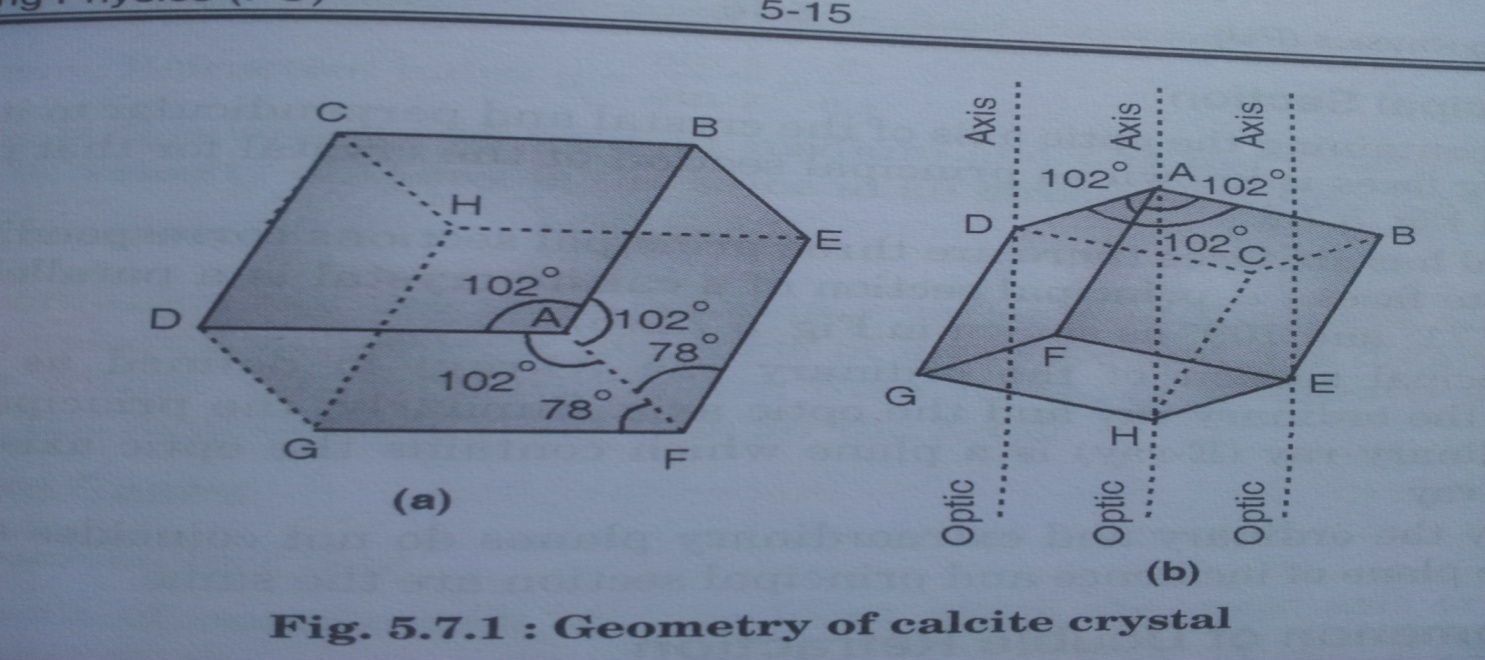 5-15
C
B
H
E
D
A
102°
102°
78°
102°
78°
G
F
(a)
Axis
Axis
Axis
102°
A
102°
D
102°
C
B
F
G
E
H
Optic
Optic
Optic
(b)
Fig. 5.7.1 : Geometry of calcite crystal